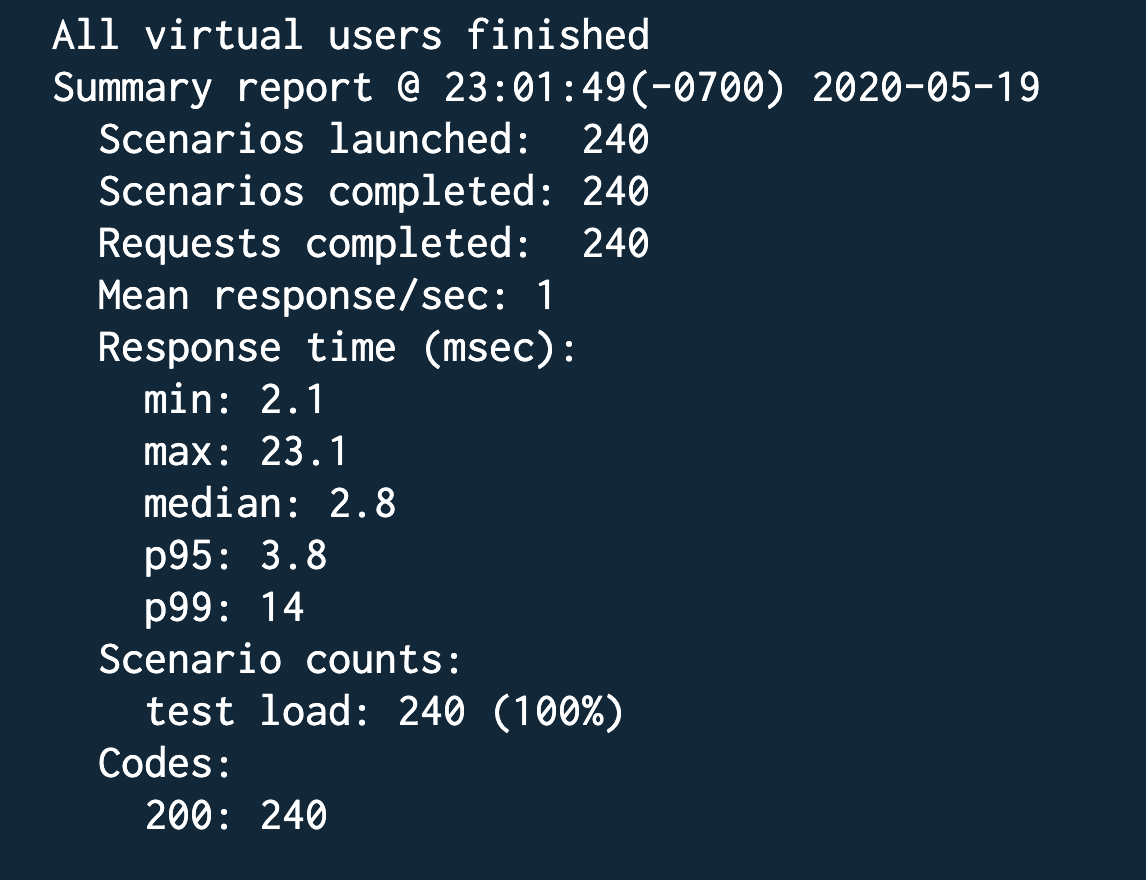 All virtual users finished
Summary report @ 23:01:49(-0700) 2020-05-19
Scenarios launched: 240
Scenarios completed: 240
Requests completed: 240
Mean response/sec: 1
Response time (msec):
min: 2.1
max: 23.1
median: 2.8
p95: 3.8
p99: 14
Scenario counts:
test load: 240 (100%)
Codes:
200: 240